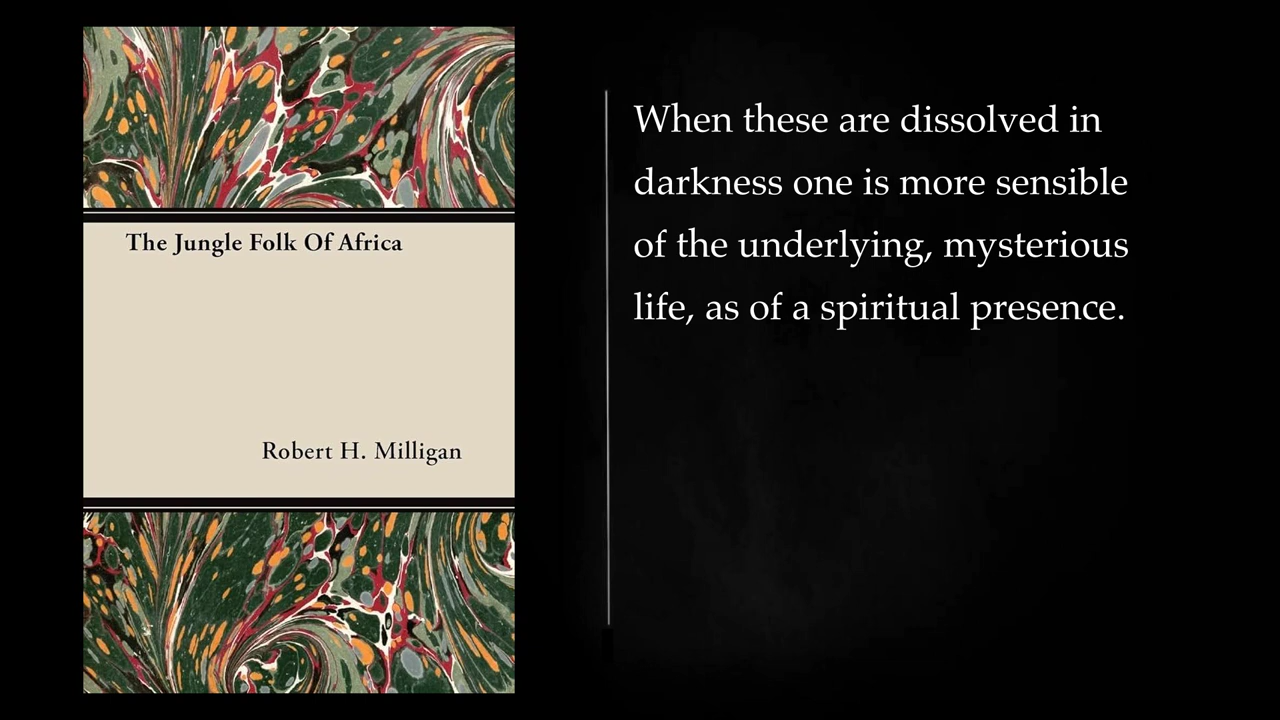 The Jungle Folk Of Africa
Robert H. Milligan
When these are dissolved in
darkness one is more sensible
of the underlying, mysterious
life, as of a spiritual presence.